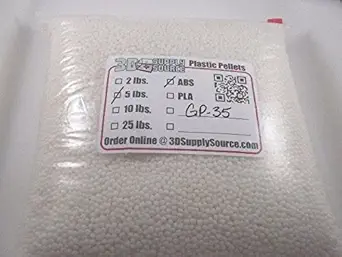 3D SUPPLY SOURCE Plastic Pellets
2 lbs. ABS
5 lbs. PLA
10 lbs. GP-35
25 lbs.
Order Online @ 3DSupplySource.com